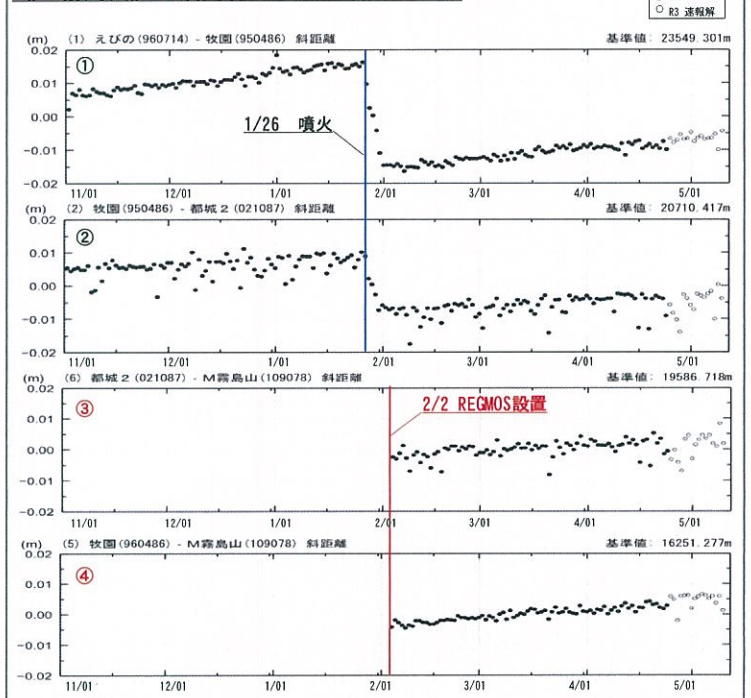 ○ R3 速報解
(m) (1) えびの(960714) - 牧園(950486) 斜距離 基準値: 23549.301m
0.02
①
0.01
0.00
1/26 噴火
-0.01
-0.02
11/01 12/01 1/01 2/01 3/01 4/01 5/01
(m) (2) 牧園(950486) - 都城2(021087) 斜距離 基準値: 20710.417m
0.02
②
0.01
0.00
-0.01
-0.02
11/01 12/01 1/01 2/01 3/01 4/01 5/01
(m) (6) 都城2(021087) - M霧島山(109078) 斜距離 基準値: 19586.718m
0.02
③
2/2 REGMOS設置
0.01
0.00
-0.01
-0.02
11/01 12/01 1/01 2/01 3/01 4/01 5/01
(m) (5) 牧園(960486) - M霧島山(109078) 斜距離 基準値: 16251.277m
0.02
④
0.01
0.00
-0.01
-0.02
11/01 12/01 1/01 2/01 3/01 4/01 5/01